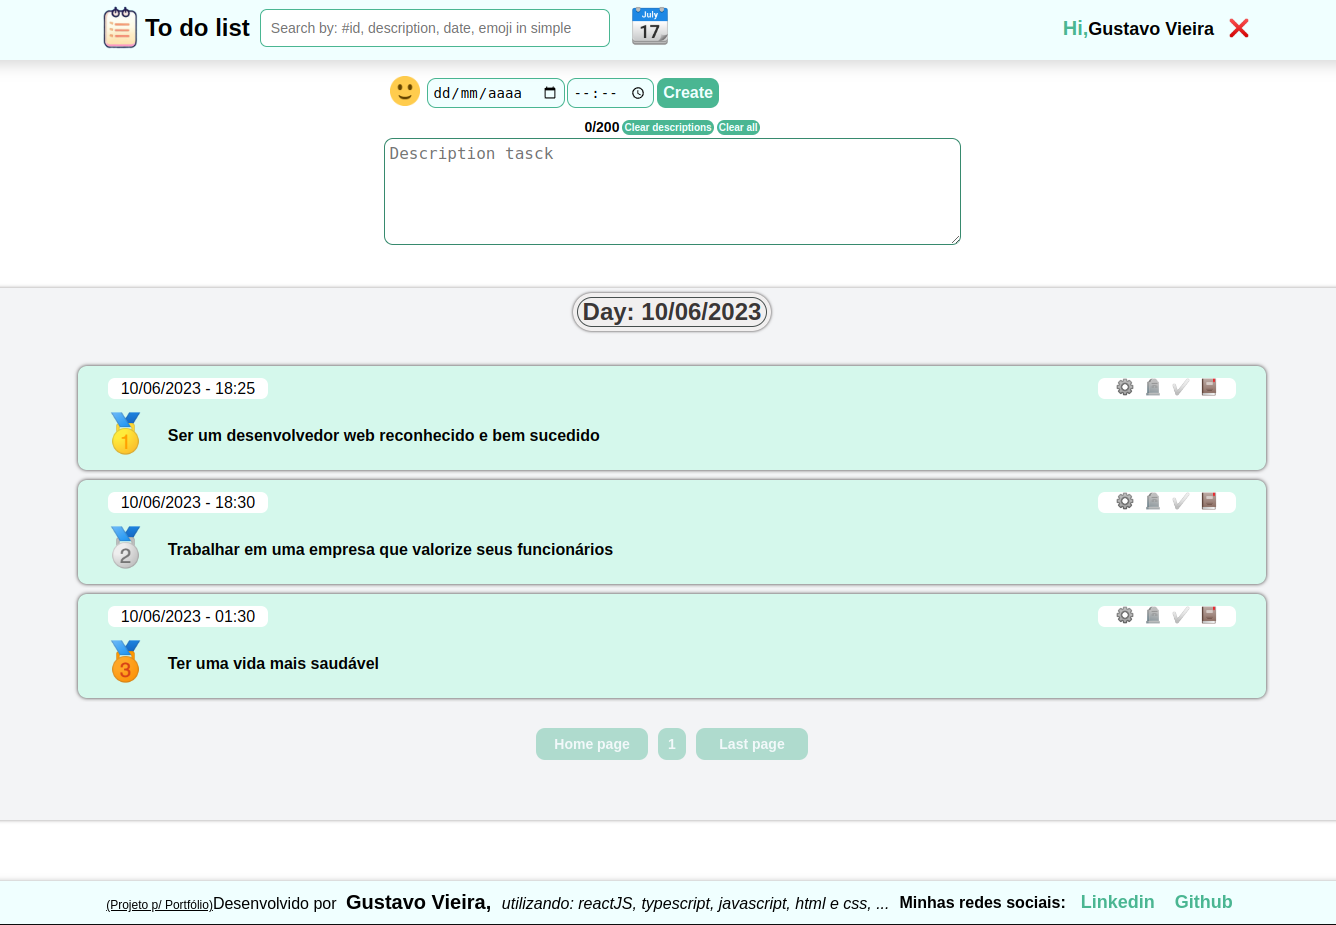 To do list Search by: #id, description, date, emoji in simple July 17 Hi,Gustavo Vieira
dd/mm/aaaa --:-- Create
0/200 Clear descriptions Clear all
Description tasck
Day: 10/06/2023
10/06/2023 - 18:25
1 Ser um desenvolvedor web reconhecido e bem sucedido
10/06/2023 - 18:30
2 Trabalhar em uma empresa que valorize seus funcionários
10/06/2023 - 01:30
3 Ter uma vida mais saudável
Home page 1 Last page
(Projeto p/ Portfólio)Desenvolvido por Gustavo Vieira, utilizando: reactJS, typescript, javascript, html e css, ... Minhas redes sociais: Linkedin Github